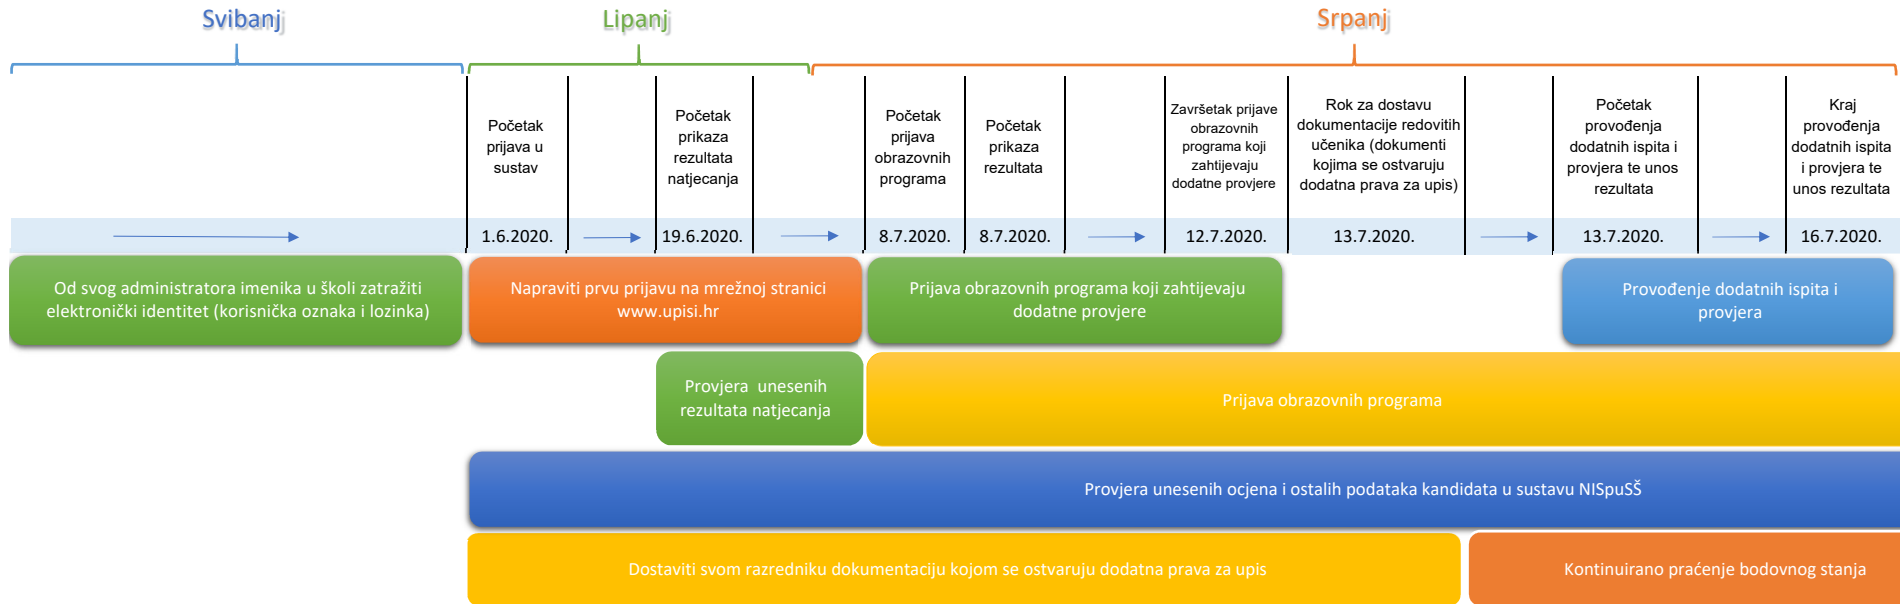 Svibanj
Lipanj
Srpanj
Početak
prijava u
sustav
Početak
prikaza
rezultata
natjecanja
Početak
prijava
obrazovnih
programa
Početak
prikaza
rezultata
Završetak prijave
obrazovnih
programa koji
zahtijevaju
dodatne provjere
Rok za dostavu
dokumentacije redovitih
učenika (dokumenti
kojima se ostvaruju
dodatna prava za upis)
Početak
provođenja
dodatnih ispita i
provjera te unos
rezultata
Kraj
provođenja
dodatnih ispita
i provjera te
unos rezultata
1.6.2020.
19.6.2020.
8.7.2020.
8.7.2020.
12.7.2020.
13.7.2020.
13.7.2020.
16.7.2020.
Od svog administratora imenika u školi zatražiti
elektronički identitet (korisnička oznaka i lozinka)
Napraviti prvu prijavu na mrežnoj stranici
www.upisi.hr
Prijava obrazovnih programa koji zahtijevaju
dodatne provjere
Provođenje dodatnih ispita i
provjera
Provjera unesenih
rezultata natjecanja
Prijava obrazovnih programa
Provjera unesenih ocjena i ostalih podataka kandidata u sustavu NISpuSŠ
Dostaviti svom razredniku dokumentaciju kojom se ostvaruju dodatna prava za upis
Kontinuirano praćenje bodovnog stanja